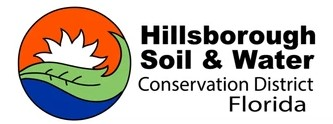 Hillsborough
Soil & Water
Conservation District
Florida